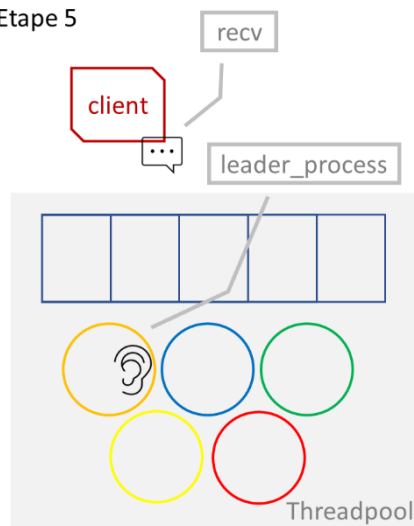 Etape 5
recv
client
leader_process
Threadpool